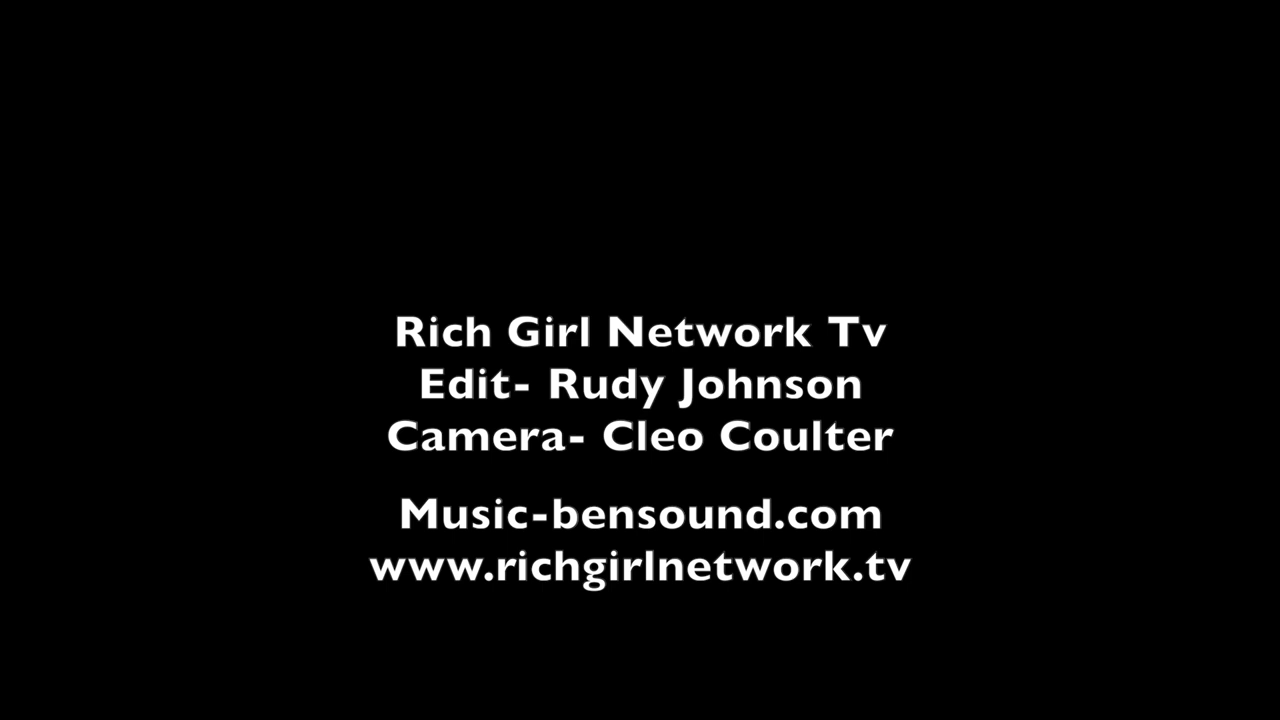 Rich Girl Network Tv
Edit- Rudy Johnson
Camera- Cleo Coulter
Music-bensound.com
www.richgirlnetwork.tv